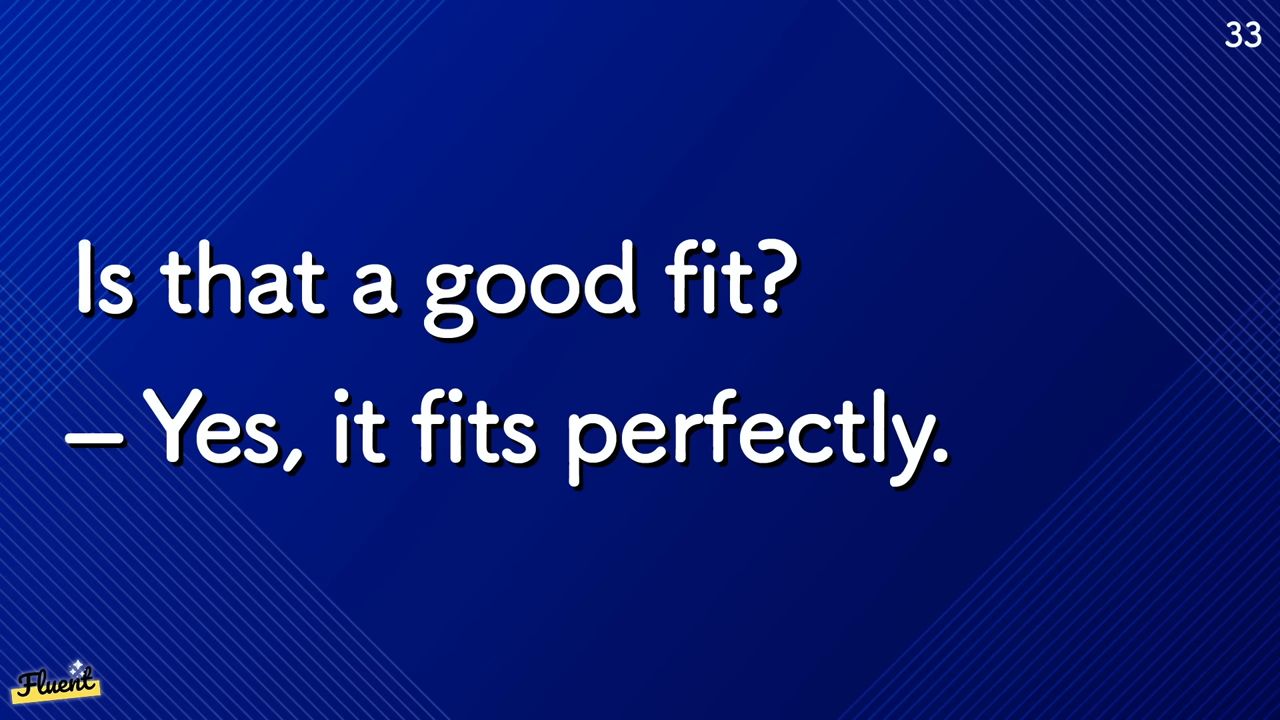 33
Is that a good fit?
– Yes, it fits perfectly.
Fluent